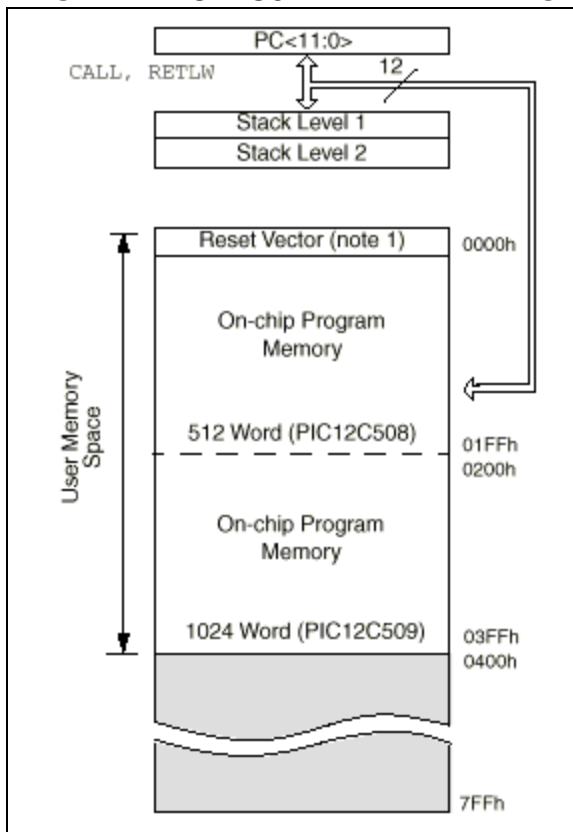 PC<11:0>
CALL, RETLW
12
Stack Level 1
Stack Level 2
Reset Vector (note 1)
0000h
On-chip Program
Memory
512 Word (PIC12C508)
01FFh
0200h
User Memory
Space
On-chip Program
Memory
1024 Word (PIC12C509)
03FFh
0400h
7FFh